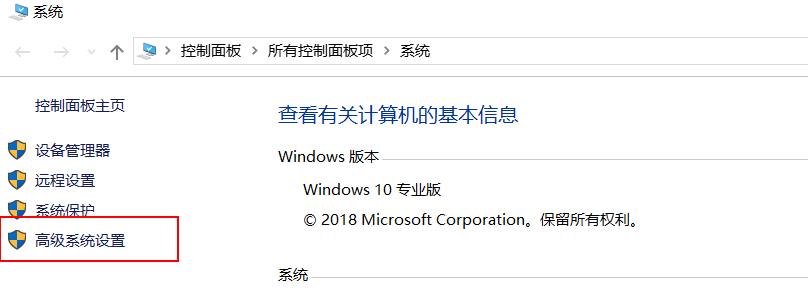 系统
控制面板 > 所有控制面板项 > 系统
控制面板主页
设备管理器
远程设置
系统保护
高级系统设置
查看有关计算机的基本信息
Windows 版本
Windows 10 专业版
© 2018 Microsoft Corporation。保留所有权利。
系统